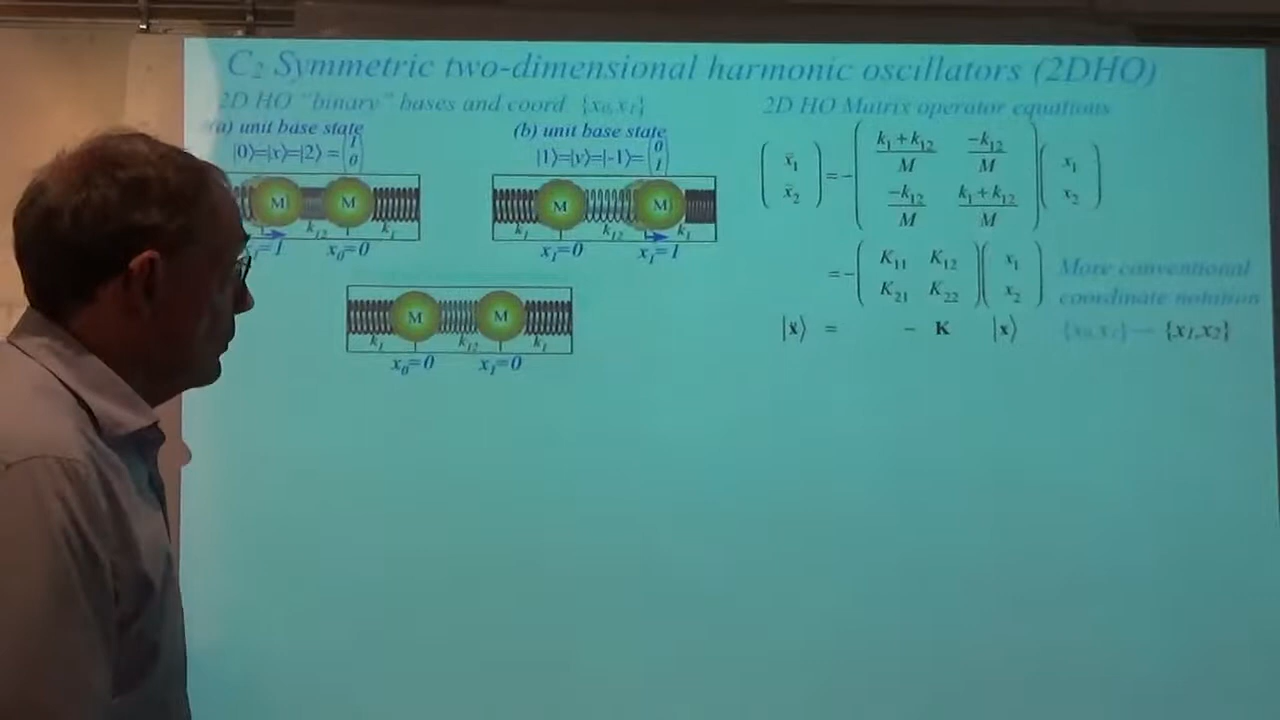 C₂ Symmetric two-dimensional harmonic oscillators (2DHO)
2D HO "binary" bases and coord. {x₀,x₁}
(a) unit base state
|0⟩=|x⟩=|2⟩=(1 0)
M M
k₁₂ k₁
x₁=1 x₀=0
(b) unit base state
|1⟩=|y⟩=|-1⟩=(0 1)
M M
k₁ k₁₂ k₁
x₁=0 x₁=1
M M
k₁ k₁₂ k₁
x₀=0 x₁=0
2D HO Matrix operator equations
(ẍ₁ ẍ₂) = - ((k₁+k₁₂)/M -k₁₂/M -k₁₂/M (k₁+k₁₂)/M) (x₁ x₂)
= - (K₁₁ K₁₂ K₂₁ K₂₂) (x₁ x₂)
|ẍ⟩ = - K |x⟩
More conventional
coordinate notation
{x₀,x₁}→{x₁,x₂}